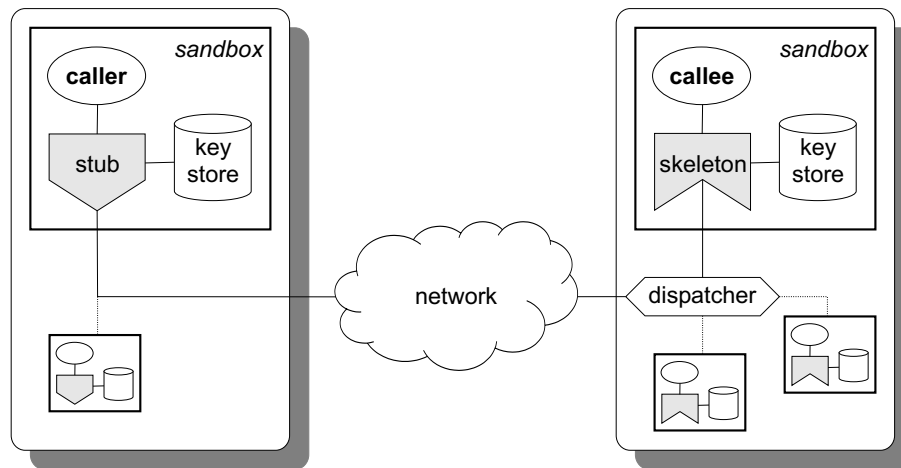 sandbox
caller
stub
key
store
network
sandbox
callee
skeleton
key
store
dispatcher